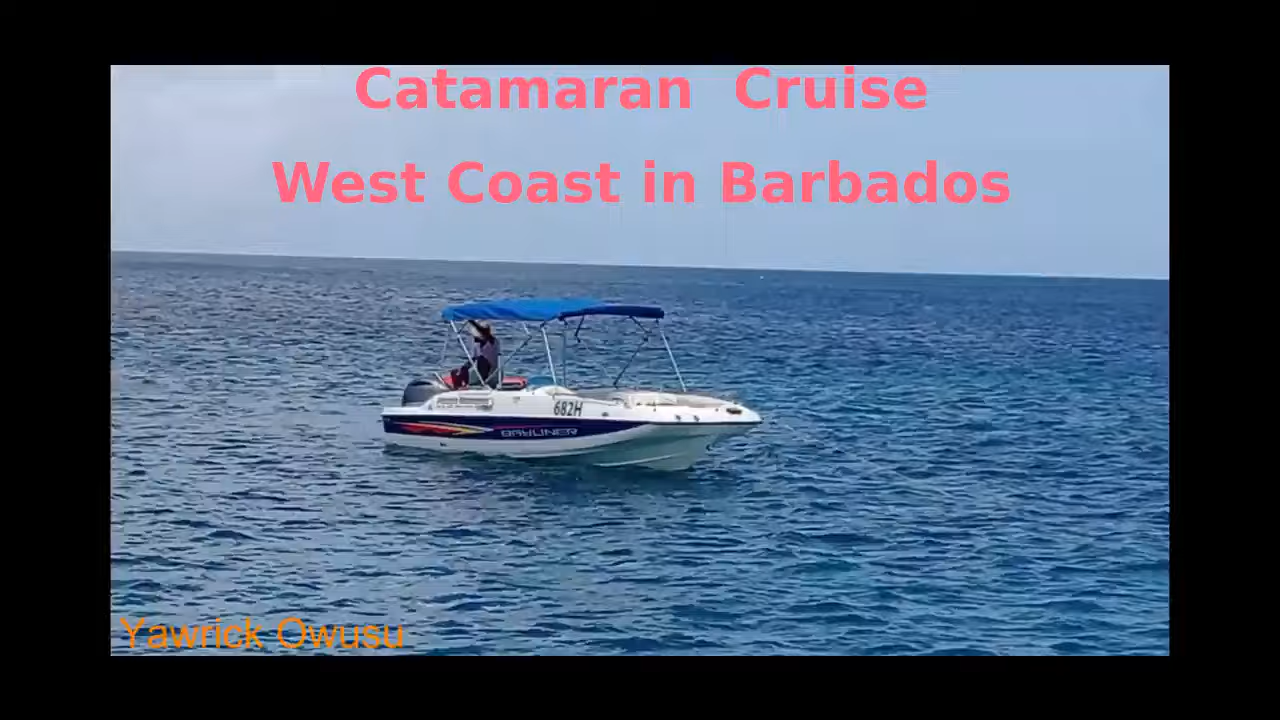 Catamaran Cruise
West Coast in Barbados
682H
BAYLINER
Yawrick Owusu